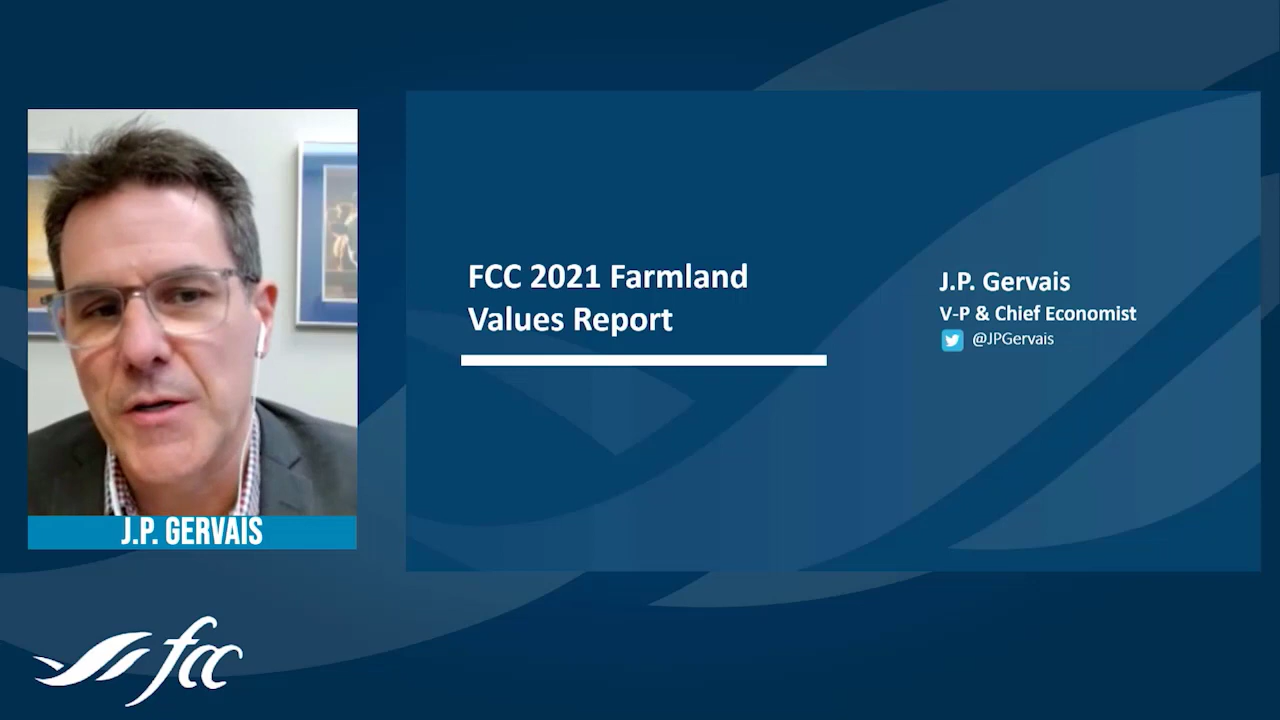 FCC 2021 Farmland
Values Report
J.P. Gervais
V-P & Chief Economist
@JPGervais
J.P. GERVAIS
fcc